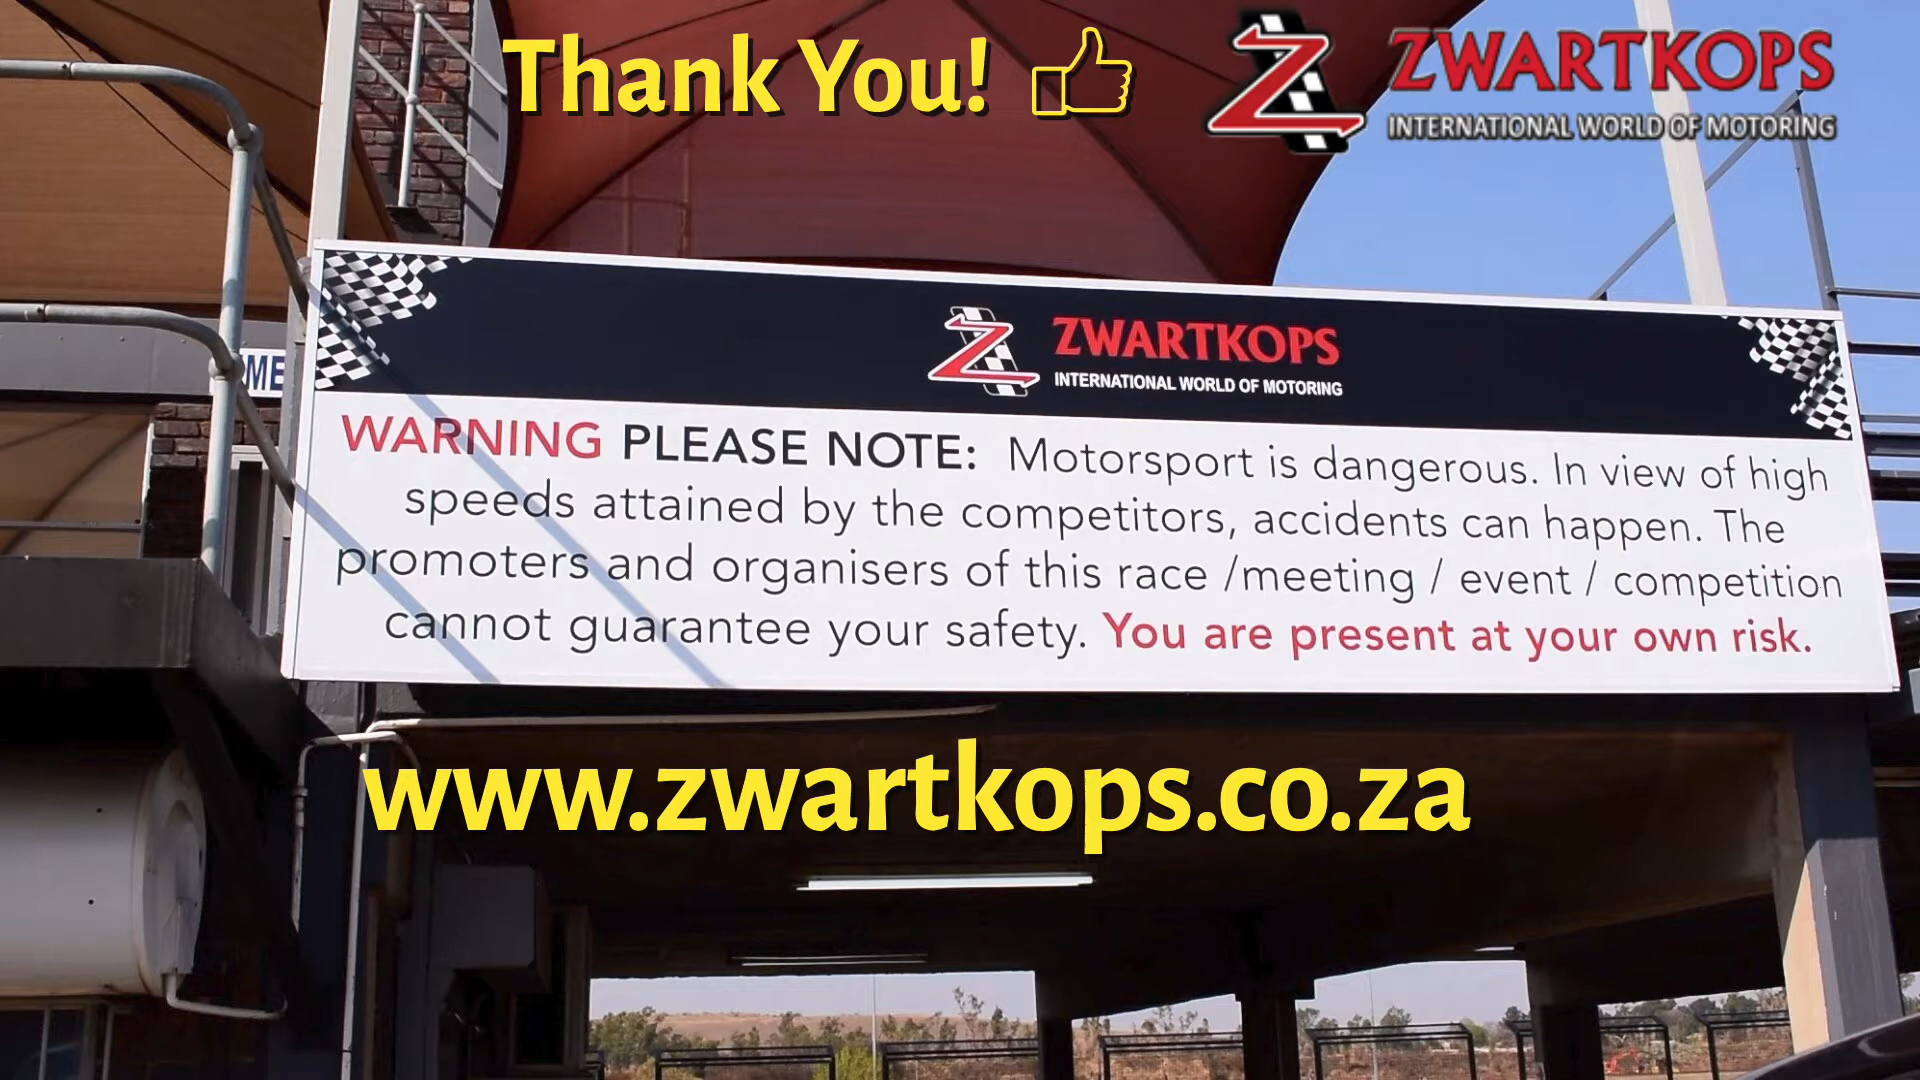 Thank You!
ZWARTKOPS
INTERNATIONAL WORLD OF MOTORING
ZWARTKOPS
INTERNATIONAL WORLD OF MOTORING
ME
WARNING PLEASE NOTE: Motorsport is dangerous. In view of high
speeds attained by the competitors, accidents can happen. The
promoters and organisers of this race /meeting / event / competition
cannot guarantee your safety. You are present at your own risk.
www.zwartkops.co.za